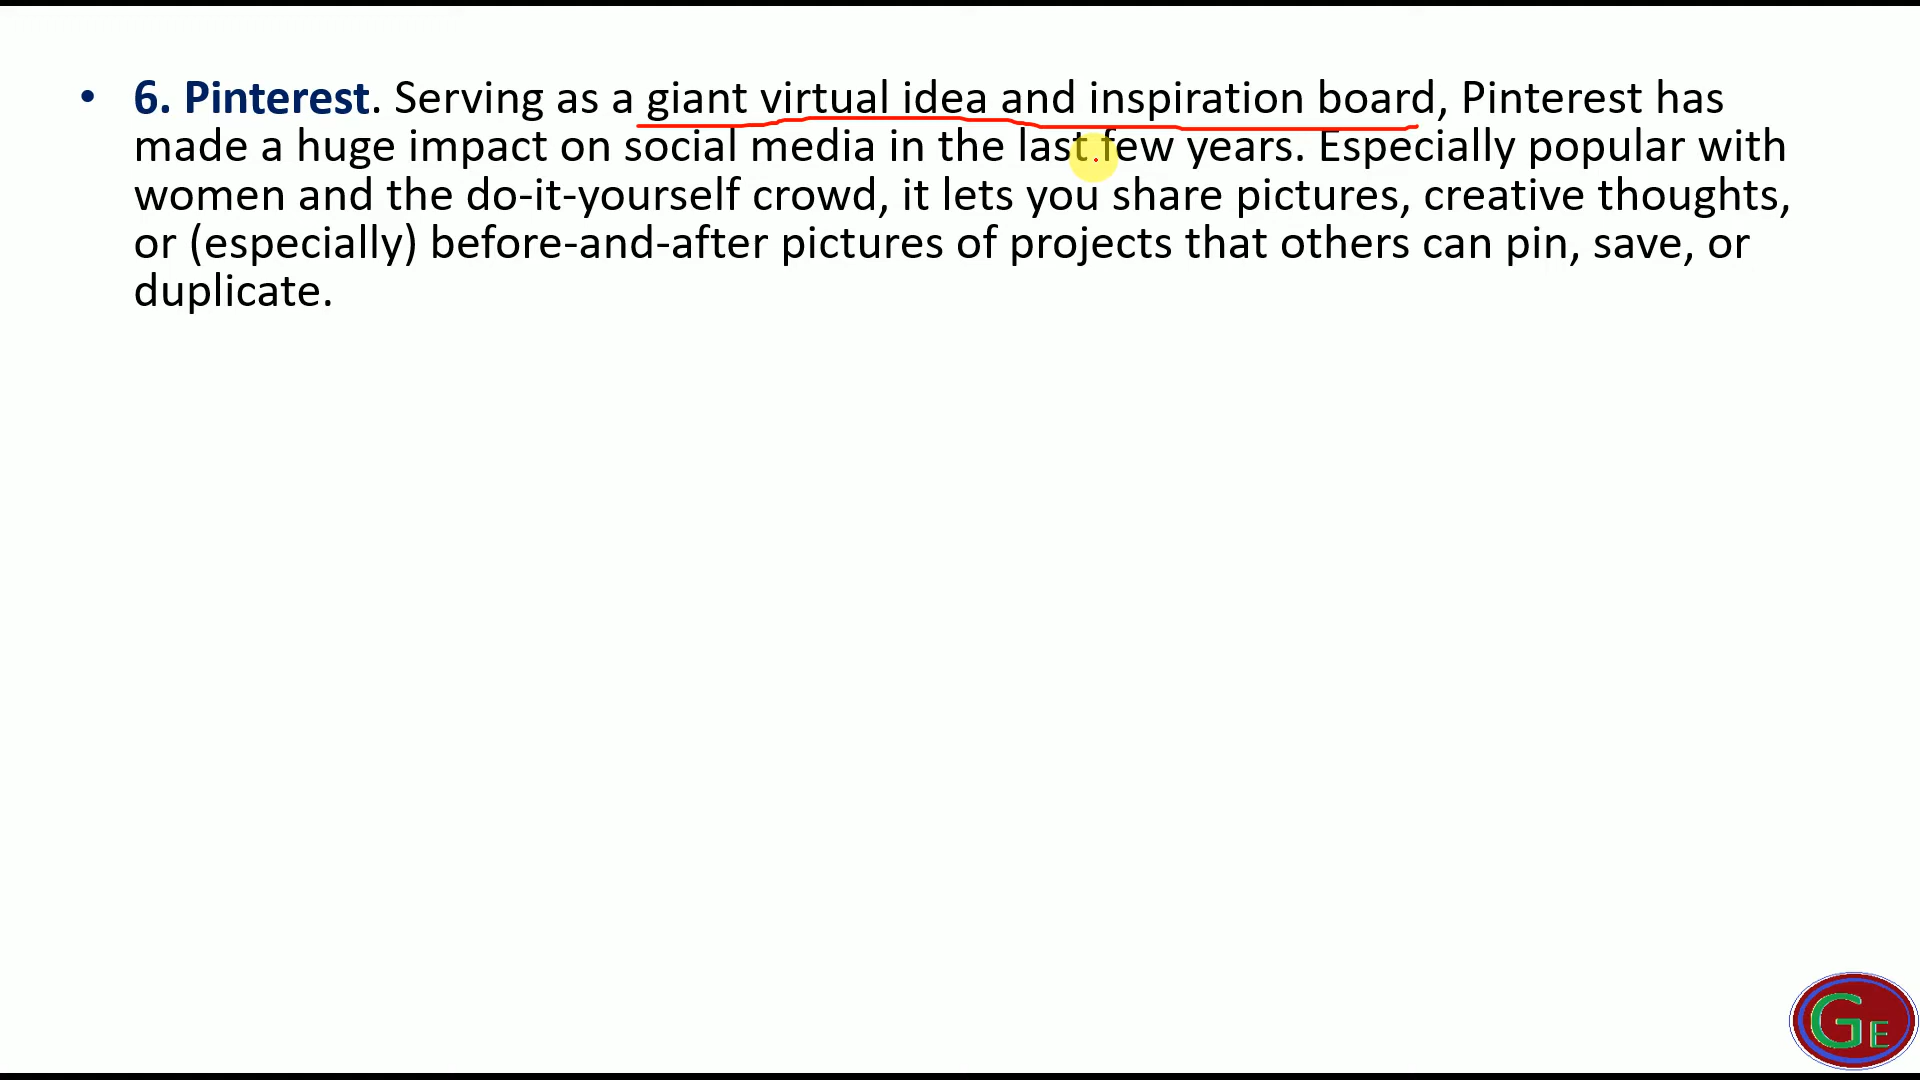 • 6. Pinterest. Serving as a giant virtual idea and inspiration board, Pinterest has
made a huge impact on social media in the last few years. Especially popular with
women and the do-it-yourself crowd, it lets you share pictures, creative thoughts,
or (especially) before-and-after pictures of projects that others can pin, save, or
duplicate.
GE